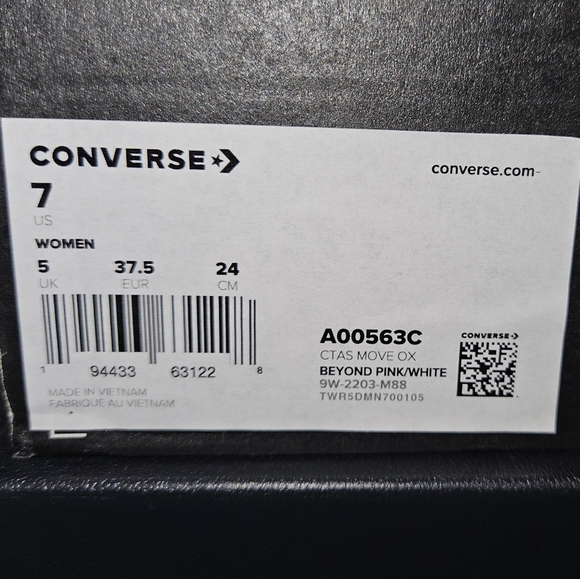 CONVERSE
converse.com
7
US
WOMEN
5 37.5 24
UK EUR CM
1 94433 63122 8
MADE IN VIETNAM
FABRIQUE AU VIETNAM
A00563C
CTAS MOVE OX
BEYOND PINK/WHITE
9W-2203-M88
TWR5DMN700105
CONVERSE